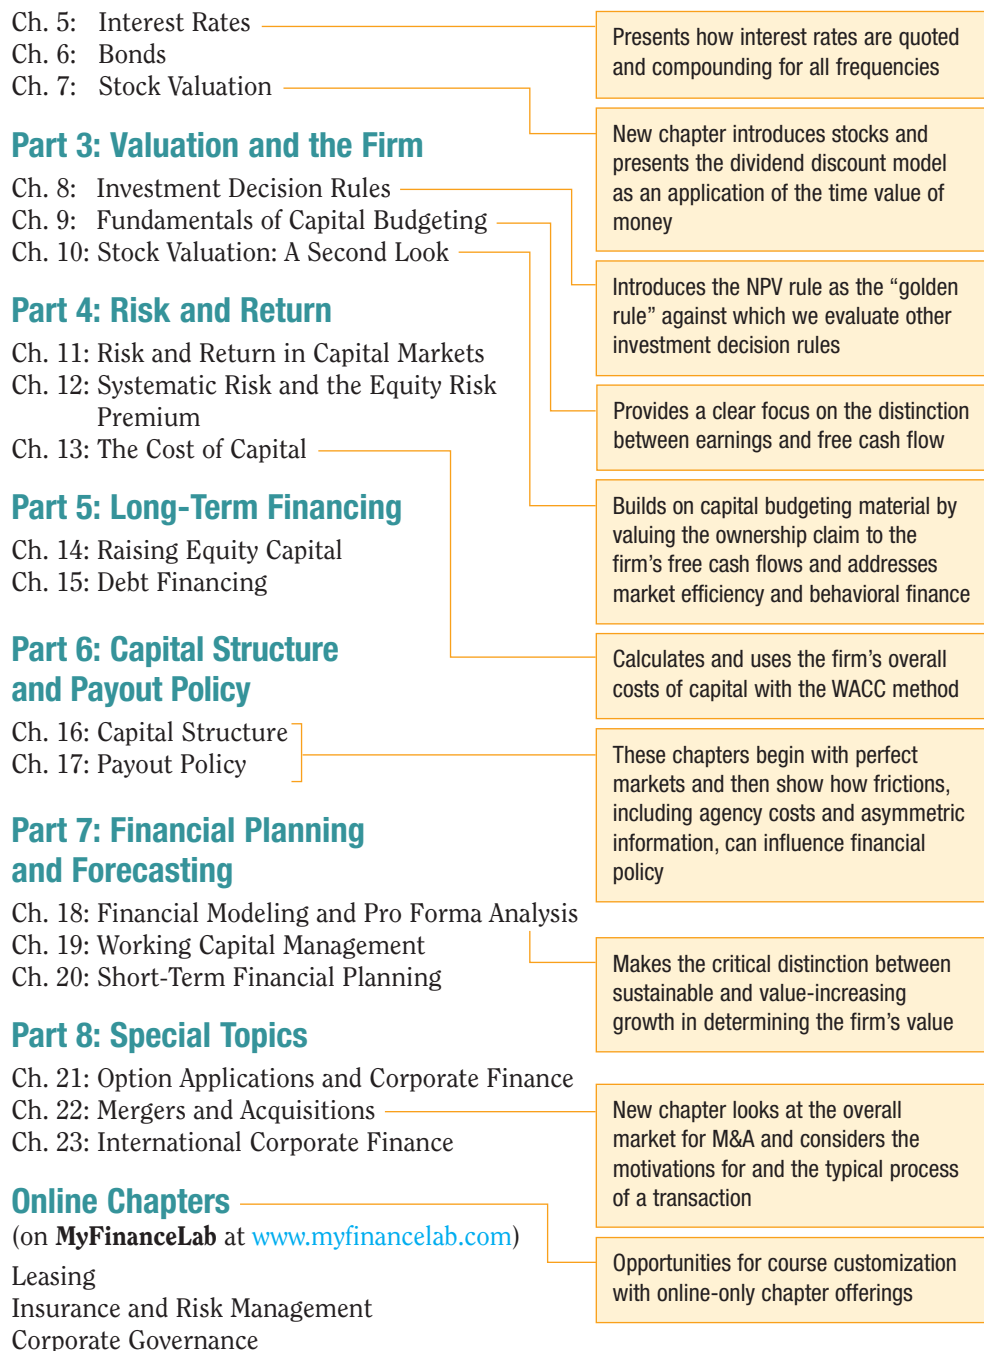 Ch. 5: Interest Rates
Ch. 6: Bonds
Ch. 7: Stock Valuation
Part 3: Valuation and the Firm
Ch. 8: Investment Decision Rules
Ch. 9: Fundamentals of Capital Budgeting
Ch. 10: Stock Valuation: A Second Look
Part 4: Risk and Return
Ch. 11: Risk and Return in Capital Markets
Ch. 12: Systematic Risk and the Equity Risk
Premium
Ch. 13: The Cost of Capital
Part 5: Long-Term Financing
Ch. 14: Raising Equity Capital
Ch. 15: Debt Financing
Part 6: Capital Structure
and Payout Policy
Ch. 16: Capital Structure
Ch. 17: Payout Policy
Part 7: Financial Planning
and Forecasting
Ch. 18: Financial Modeling and Pro Forma Analysis
Ch. 19: Working Capital Management
Ch. 20: Short-Term Financial Planning
Part 8: Special Topics
Ch. 21: Option Applications and Corporate Finance
Ch. 22: Mergers and Acquisitions
Ch. 23: International Corporate Finance
Online Chapters
(on MyFinanceLab at www.myfinancelab.com)
Leasing
Insurance and Risk Management
Corporate Governance
Presents how interest rates are quoted
and compounding for all frequencies
New chapter introduces stocks and
presents the dividend discount model
as an application of the time value of
money
Introduces the NPV rule as the “golden
rule” against which we evaluate other
investment decision rules
Provides a clear focus on the distinction
between earnings and free cash flow
Builds on capital budgeting material by
valuing the ownership claim to the
firm’s free cash flows and addresses
market efficiency and behavioral finance
Calculates and uses the firm’s overall
costs of capital with the WACC method
These chapters begin with perfect
markets and then show how frictions,
including agency costs and asymmetric
information, can influence financial
policy
Makes the critical distinction between
sustainable and value-increasing
growth in determining the firm’s value
New chapter looks at the overall
market for M&A and considers the
motivations for and the typical process
of a transaction
Opportunities for course customization
with online-only chapter offerings